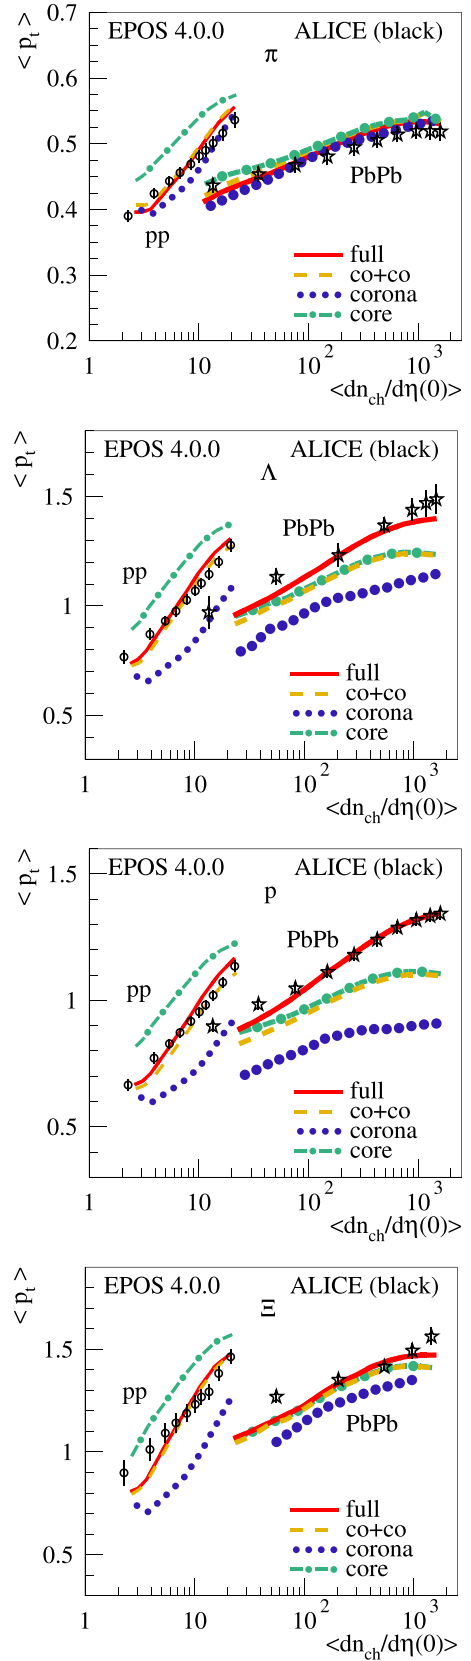 < pt >
EPOS 4.0.0 ALICE (black)
π
0.7
0.6
0.5
0.4
0.3
0.2
pp
PbPb
full
co+co
corona
core
1 10 10^2 10^3
<dn_ch/dη(0)>
< pt >
EPOS 4.0.0 ALICE (black)
Λ
1.5
1
0.5
pp
PbPb
full
co+co
corona
core
1 10 10^2 10^3
<dn_ch/dη(0)>
< pt >
EPOS 4.0.0 ALICE (black)
p
1.5
1
0.5
pp
PbPb
full
co+co
corona
core
1 10 10^2 10^3
<dn_ch/dη(0)>
< pt >
EPOS 4.0.0 ALICE (black)
Ξ
1.5
1
0.5
pp
PbPb
full
co+co
corona
core
1 10 10^2 10^3
<dn_ch/dη(0)>